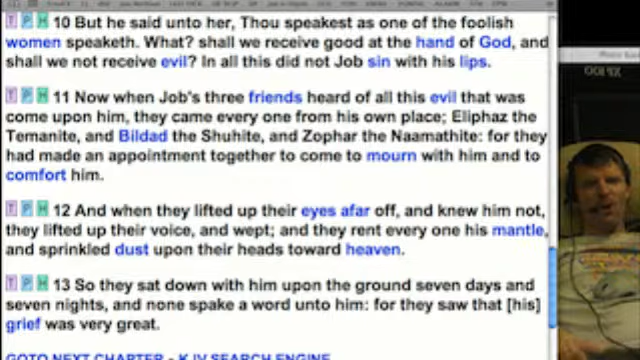 T P H 10 But he said unto her, Thou speakest as one of the foolish
women speaketh. What? shall we receive good at the hand of God, and
shall we not receive evil? In all this did not Job sin with his lips.
T P H 11 Now when Job's three friends heard of all this evil that was
come upon him, they came every one from his own place; Eliphaz the
Temanite, and Bildad the Shuhite, and Zophar the Naamathite: for they
had made an appointment together to come to mourn with him and to
comfort him.
T P H 12 And when they lifted up their eyes afar off, and knew him not,
they lifted up their voice, and wept; and they rent every one his mantle,
and sprinkled dust upon their heads toward heaven.
T P H 13 So they sat down with him upon the ground seven days and
seven nights, and none spake a word unto him: for they saw that [his]
grief was very great.
GOTO NEXT CHAPTER - KJV SEARCH ENGINE